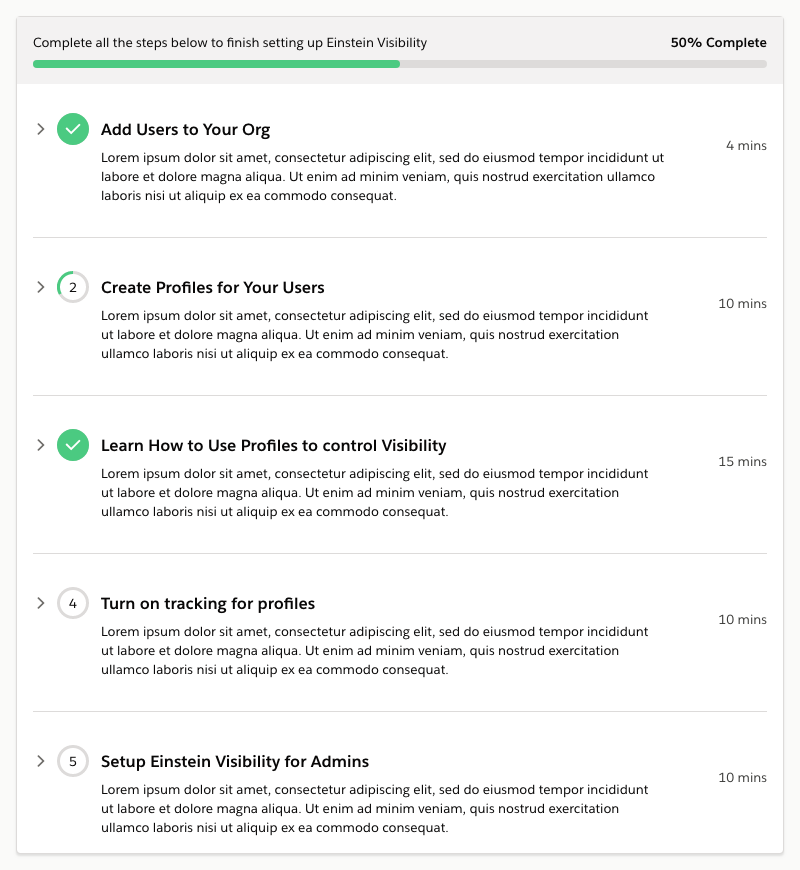 Complete all the steps below to finish setting up Einstein Visibility
50% Complete
Add Users to Your Org
4 mins
Lorem ipsum dolor sit amet, consectetur adipiscing elit, sed do eiusmod tempor incididunt ut
labore et dolore magna aliqua. Ut enim ad minim veniam, quis nostrud exercitation ullamco
laboris nisi ut aliquip ex ea commodo consequat.
2
Create Profiles for Your Users
10 mins
Lorem ipsum dolor sit amet, consectetur adipiscing elit, sed do eiusmod tempor incididunt
ut labore et dolore magna aliqua. Ut enim ad minim veniam, quis nostrud exercitation
ullamco laboris nisi ut aliquip ex ea commodo consequat.
Learn How to Use Profiles to control Visibility
15 mins
Lorem ipsum dolor sit amet, consectetur adipiscing elit, sed do eiusmod tempor incididunt
ut labore et dolore magna aliqua. Ut enim ad minim veniam, quis nostrud exercitation
ullamco laboris nisi ut aliquip ex ea commodo consequat.
4
Turn on tracking for profiles
10 mins
Lorem ipsum dolor sit amet, consectetur adipiscing elit, sed do eiusmod tempor incididunt
ut labore et dolore magna aliqua. Ut enim ad minim veniam, quis nostrud exercitation
ullamco laboris nisi ut aliquip ex ea commodo consequat.
5
Setup Einstein Visibility for Admins
10 mins
Lorem ipsum dolor sit amet, consectetur adipiscing elit, sed do eiusmod tempor incididunt
ut labore et dolore magna aliqua. Ut enim ad minim veniam, quis nostrud exercitation
ullamco laboris nisi ut aliquip ex ea commodo consequat.